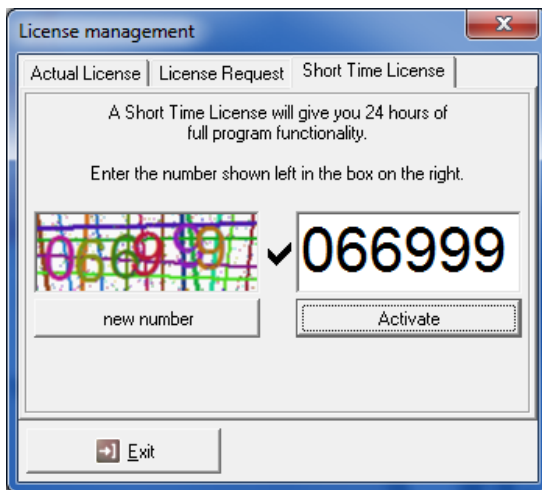 License management
Actual License License Request Short Time License
A Short Time License will give you 24 hours of
full program functionality.
Enter the number shown left in the box on the right.
066999 066999
new number Activate
Exit